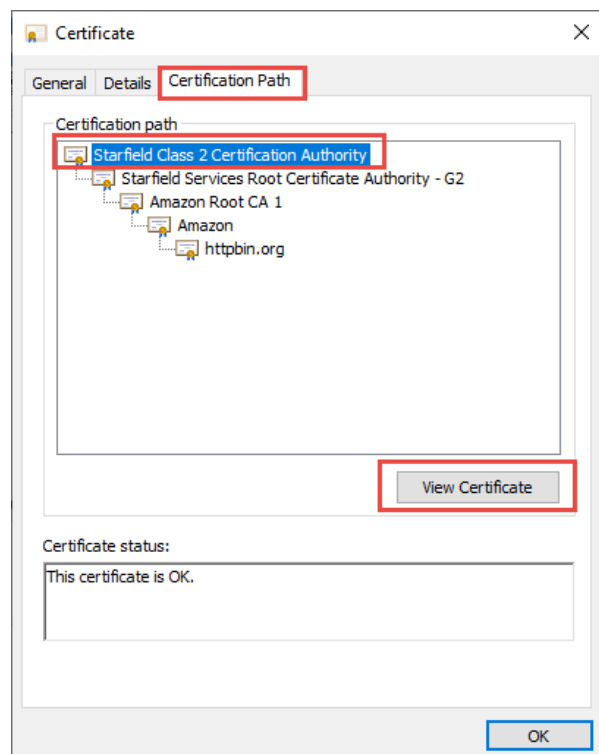 Certificate
General Details Certification Path
Certification path
Starfield Class 2 Certification Authority
Starfield Services Root Certificate Authority - G2
Amazon Root CA 1
Amazon
httpbin.org
View Certificate
Certificate status:
This certificate is OK.
OK